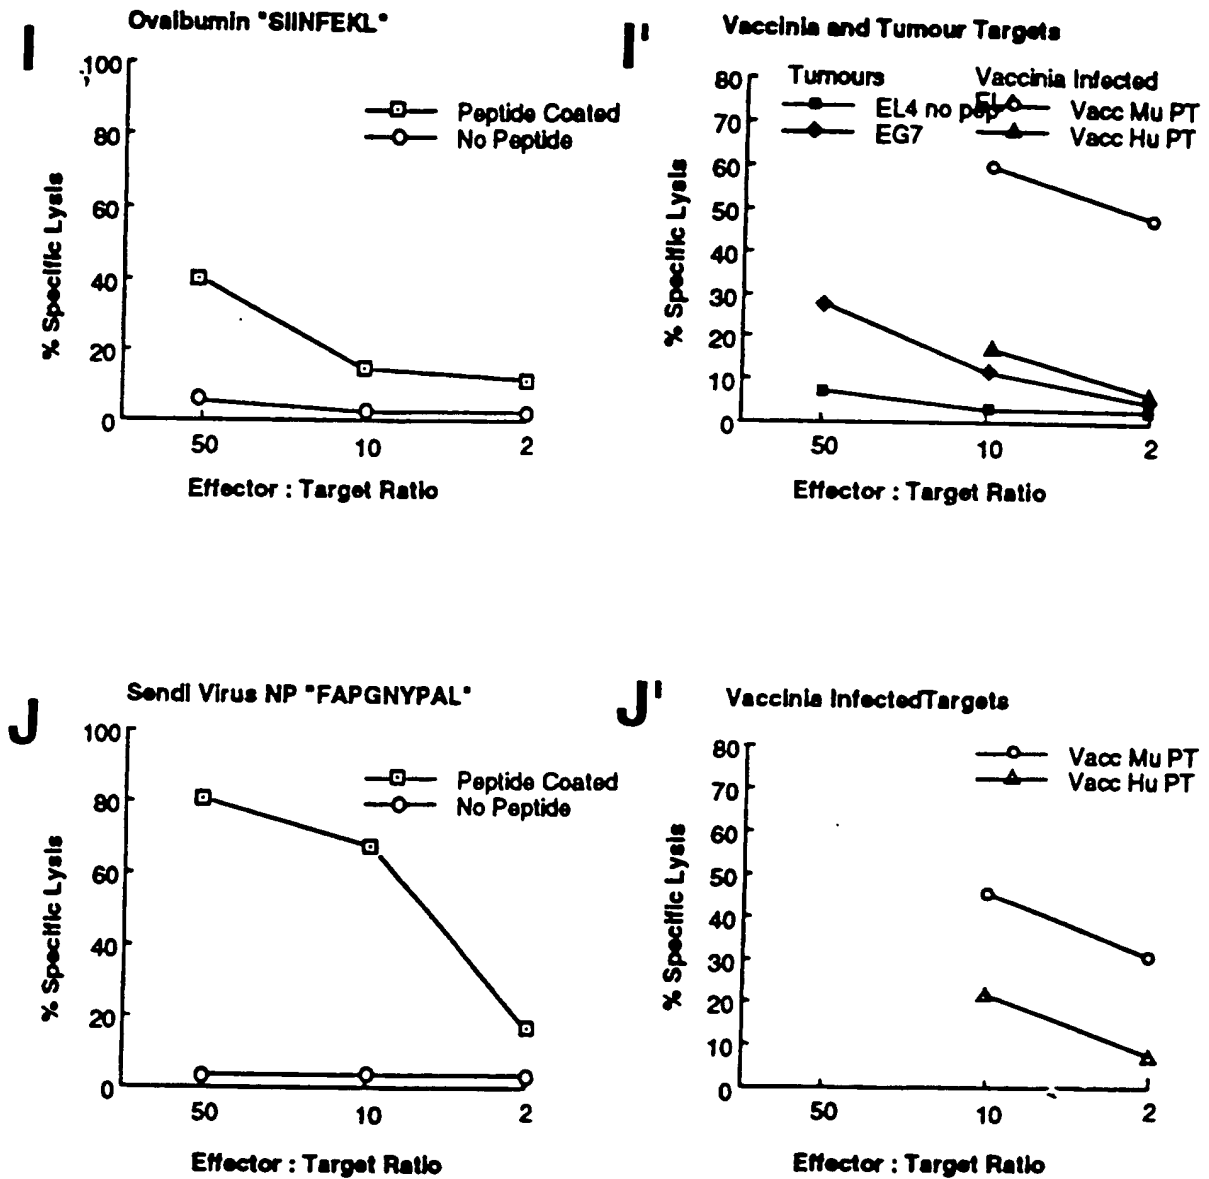 I
Ovalbumin "SIINFEKL"
100
80
60
40
20
0
% Specific Lysis
Peptide Coated
No Peptide
50 10 2
Effector : Target Ratio
I'
Vaccinia and Tumour Targets
80
70
60
50
40
30
20
10
0
% Specific Lysis
Tumours
EL4 no pep
EG7
Vaccinia Infected
Vacc Mu PT
Vacc Hu PT
50 10 2
Effector : Target Ratio
J
Sendi Virus NP "FAPGNYPAL"
100
80
60
40
20
0
% Specific Lysis
Peptide Coated
No Peptide
50 10 2
Effector : Target Ratio
J'
Vaccinia InfectedTargets
80
70
60
50
40
30
20
10
0
% Specific Lysis
Vacc Mu PT
Vacc Hu PT
50 10 2
Effector : Target Ratio